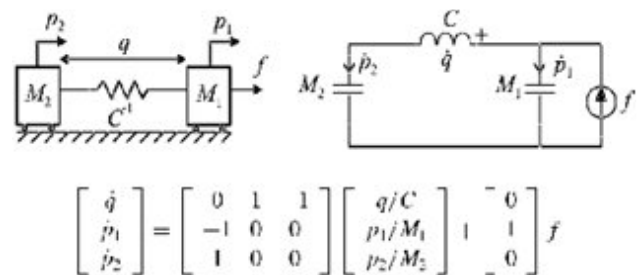 p₂
q
p₁
f
M₂
C
M₁
C
+
q̇
ṗ₂
ṗ₁
M₂
M₁
f
[ q̇ ] = [ 0 1 1 ] [ q/C ] [ 0 ]
[ ṗ₁ ] [ −1 0 0 ] [ p₁/M₁ ] [ 1 ] f
[ ṗ₂ ] [ 1 0 0 ] [ p₂/M₂ ] [ 0 ]